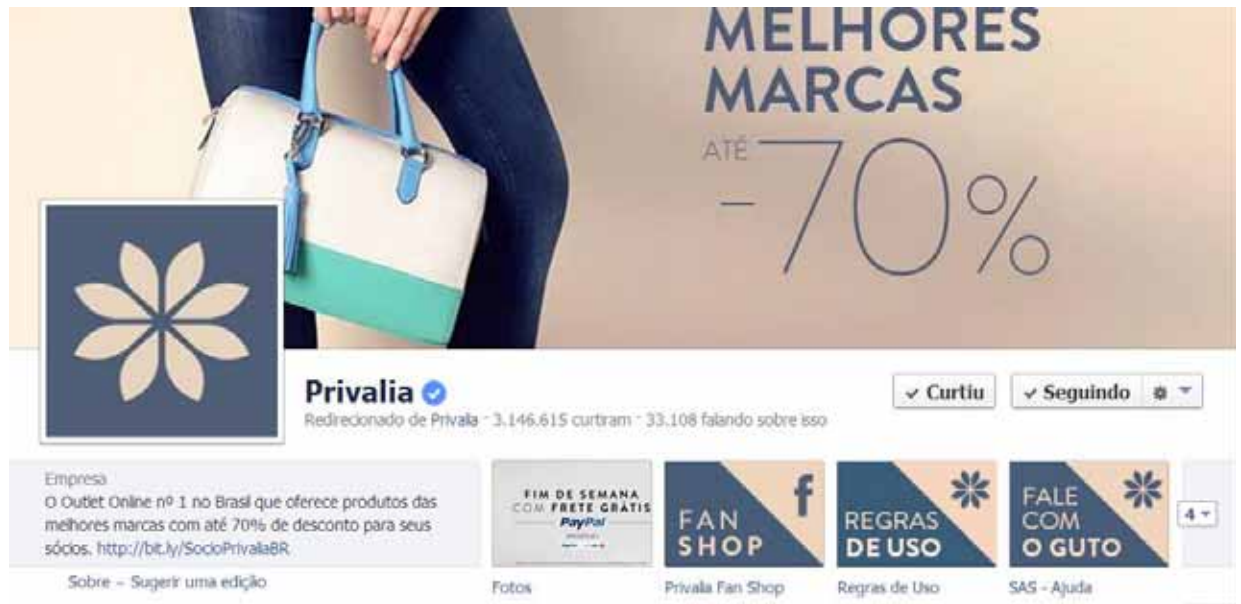 MELHORES
MARCAS
ATÉ
-70%
Privalia
Curtiu
Seguindo
Redirecionado de Privalia · 3.146.615 curtiram · 33.108 falando sobre isso
Empresa
O Outlet Online nº 1 no Brasil que oferece produtos das
melhores marcas com até 70% de desconto para seus
sócios. http://bit.ly/SocioPrivaliaBR
Sobre – Sugerir uma edição
FIM DE SEMANA
COM FRETE GRÁTIS
PayPal
Fotos
FAN
SHOP
f
Privalia Fan Shop
REGRAS
DE USO
Regras de Uso
FALE
COM
O GUTO
SAS - Ajuda
4